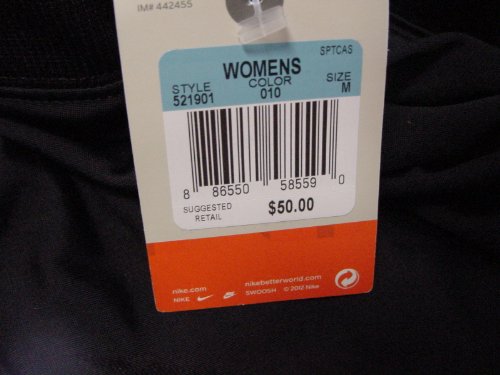 IM# 442455
SPTCAS
WOMENS
STYLE COLOR SIZE
521901 010 M
8 86550 58559 0
SUGGESTED
RETAIL $50.00
nike.com nikebetterworld.com
NIKE SWOOSH © 2012 Nike